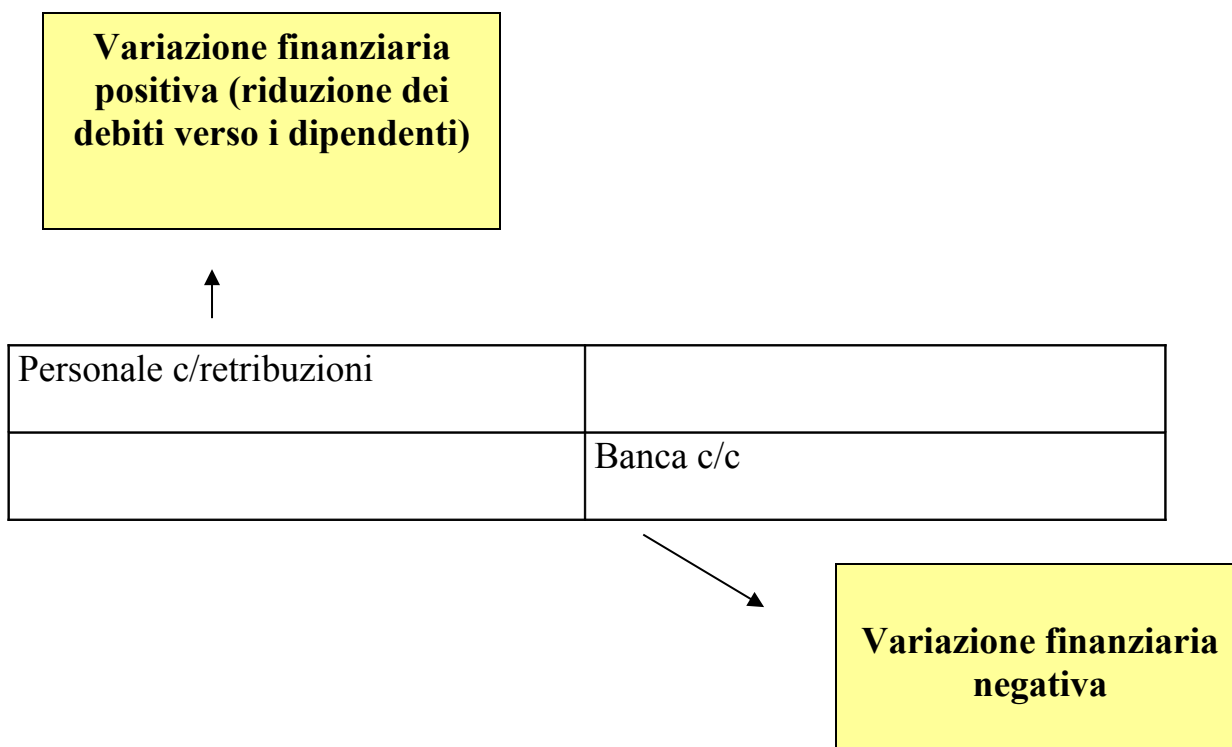 Variazione finanziaria
positiva (riduzione dei
debiti verso i dipendenti)
Personale c/retribuzioni
Banca c/c
Variazione finanziaria
negativa